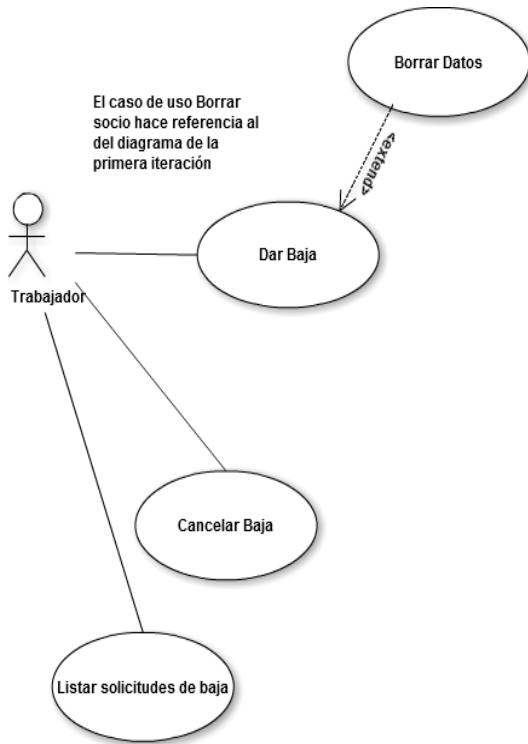 Borrar Datos
El caso de uso Borrar
socio hace referencia al
del diagrama de la
primera iteración
<extend>
Dar Baja
Trabajador
Cancelar Baja
Listar solicitudes de baja